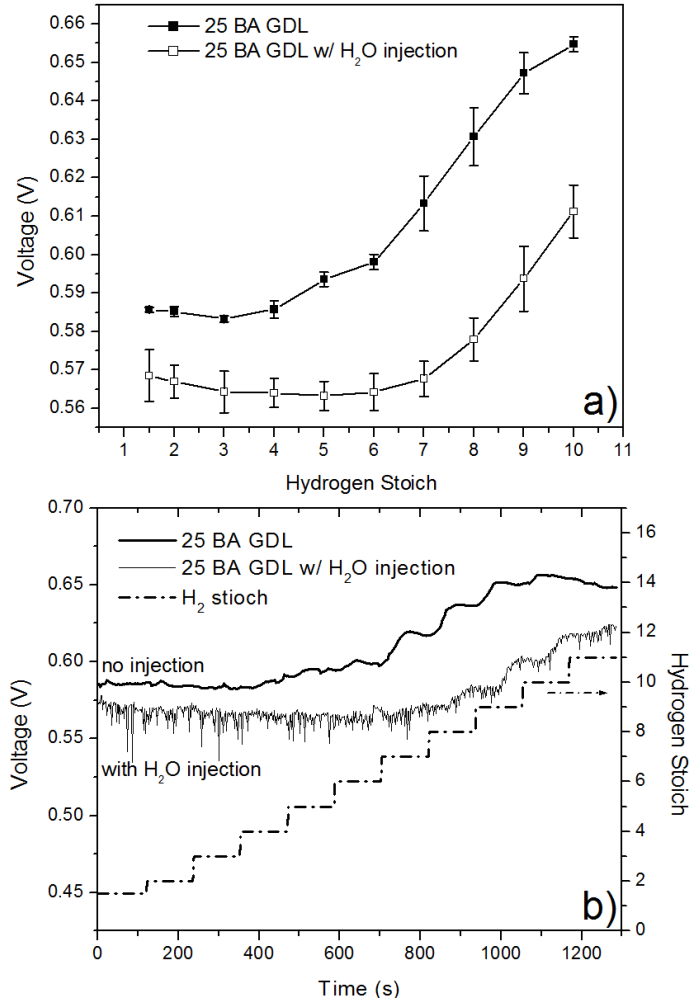 0.66
0.65
0.64
0.63
0.62
0.61
0.60
0.59
0.58
0.57
0.56
Voltage (V)
25 BA GDL
25 BA GDL w/ H₂O injection
a)
1 2 3 4 5 6 7 8 9 10 11
Hydrogen Stoich
0.70
0.65
0.60
0.55
0.50
0.45
Voltage (V)
25 BA GDL
25 BA GDL w/ H₂O injection
H₂ stioch
no injection
with H₂O injection
b)
16
14
12
10
8
6
4
2
0
Hydrogen Stoich
0 200 400 600 800 1000 1200
Time (s)